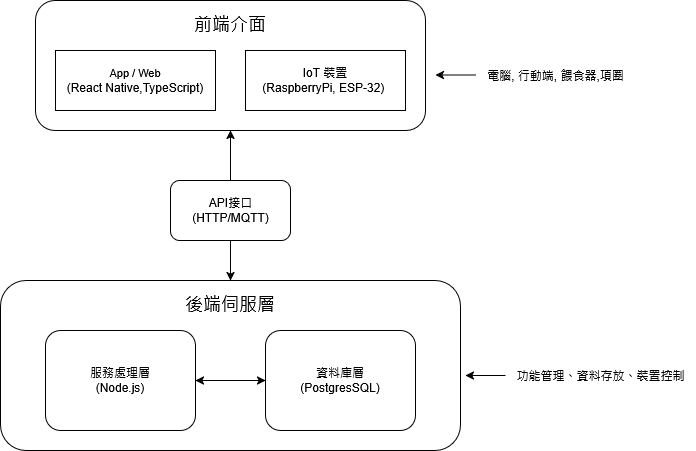 前端介面
App / Web
(React Native,TypeScript)
IoT 裝置
(RaspberryPi, ESP-32)
電腦, 行動端, 餵食器,項圈
API接口
(HTTP/MQTT)
後端伺服層
服務處理層
(Node.js)
資料庫層
(PostgresSQL)
功能管理、資料存放、裝置控制